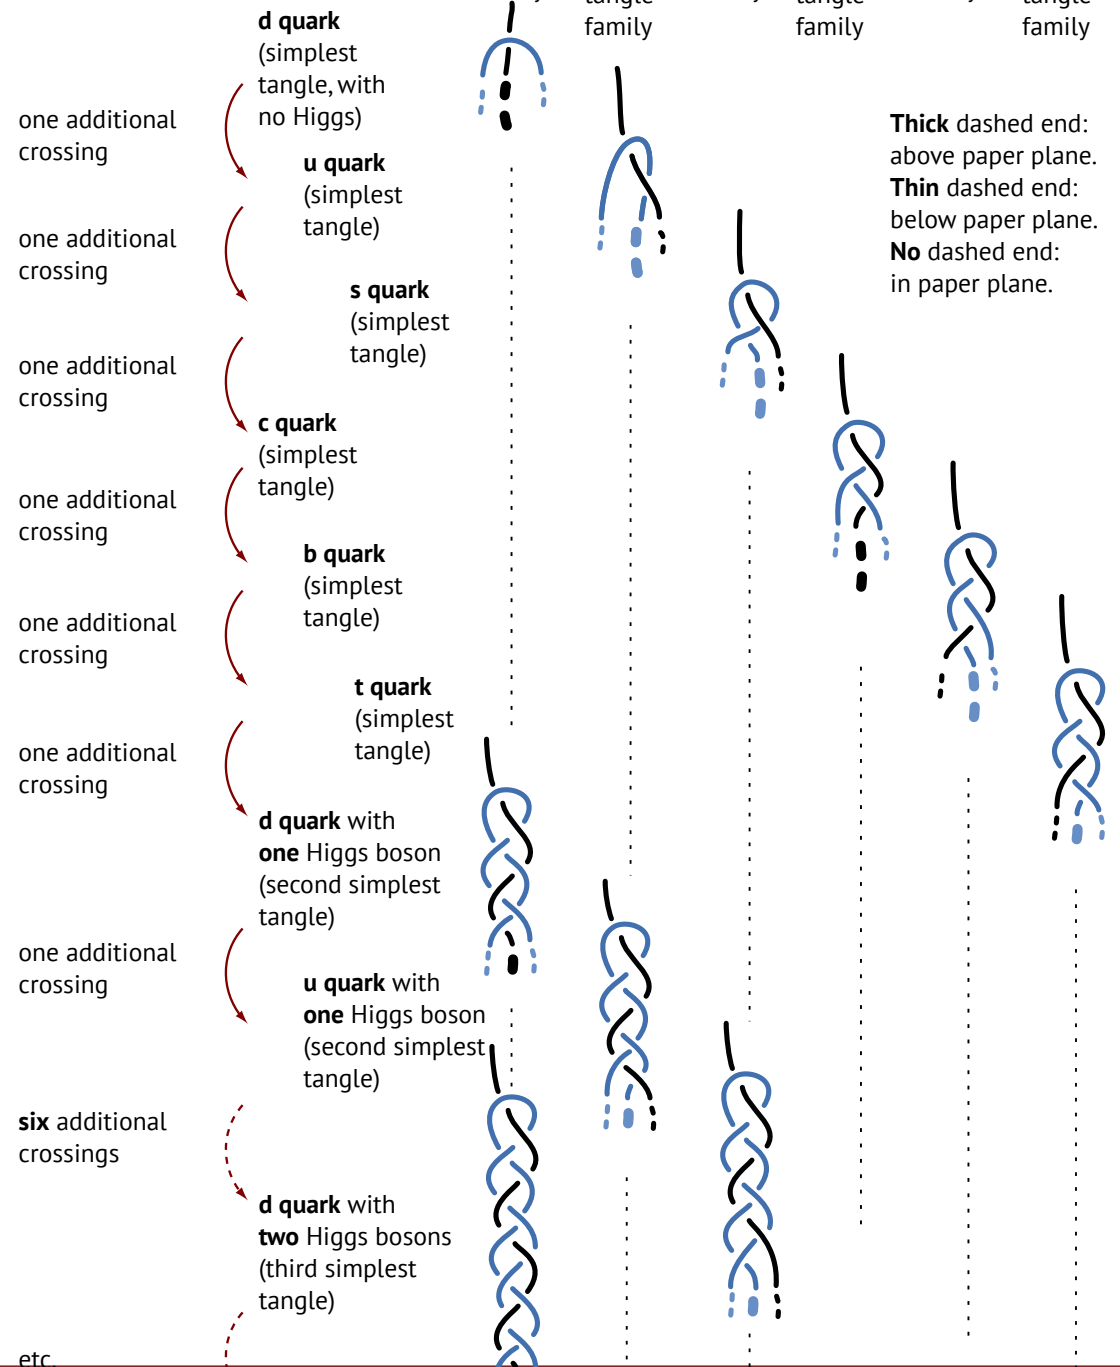 tangle
tangle
tangle
family
family
family
d quark
(simplest
tangle, with
no Higgs)
one additional
crossing
Thick dashed end:
above paper plane.
Thin dashed end:
below paper plane.
No dashed end:
in paper plane.
u quark
(simplest
tangle)
one additional
crossing
s quark
(simplest
tangle)
one additional
crossing
c quark
(simplest
tangle)
one additional
crossing
b quark
(simplest
tangle)
one additional
crossing
t quark
(simplest
tangle)
one additional
crossing
d quark with
one Higgs boson
(second simplest
tangle)
one additional
crossing
u quark with
one Higgs boson
(second simplest
tangle)
six additional
crossings
d quark with
two Higgs bosons
(third simplest
tangle)
etc.